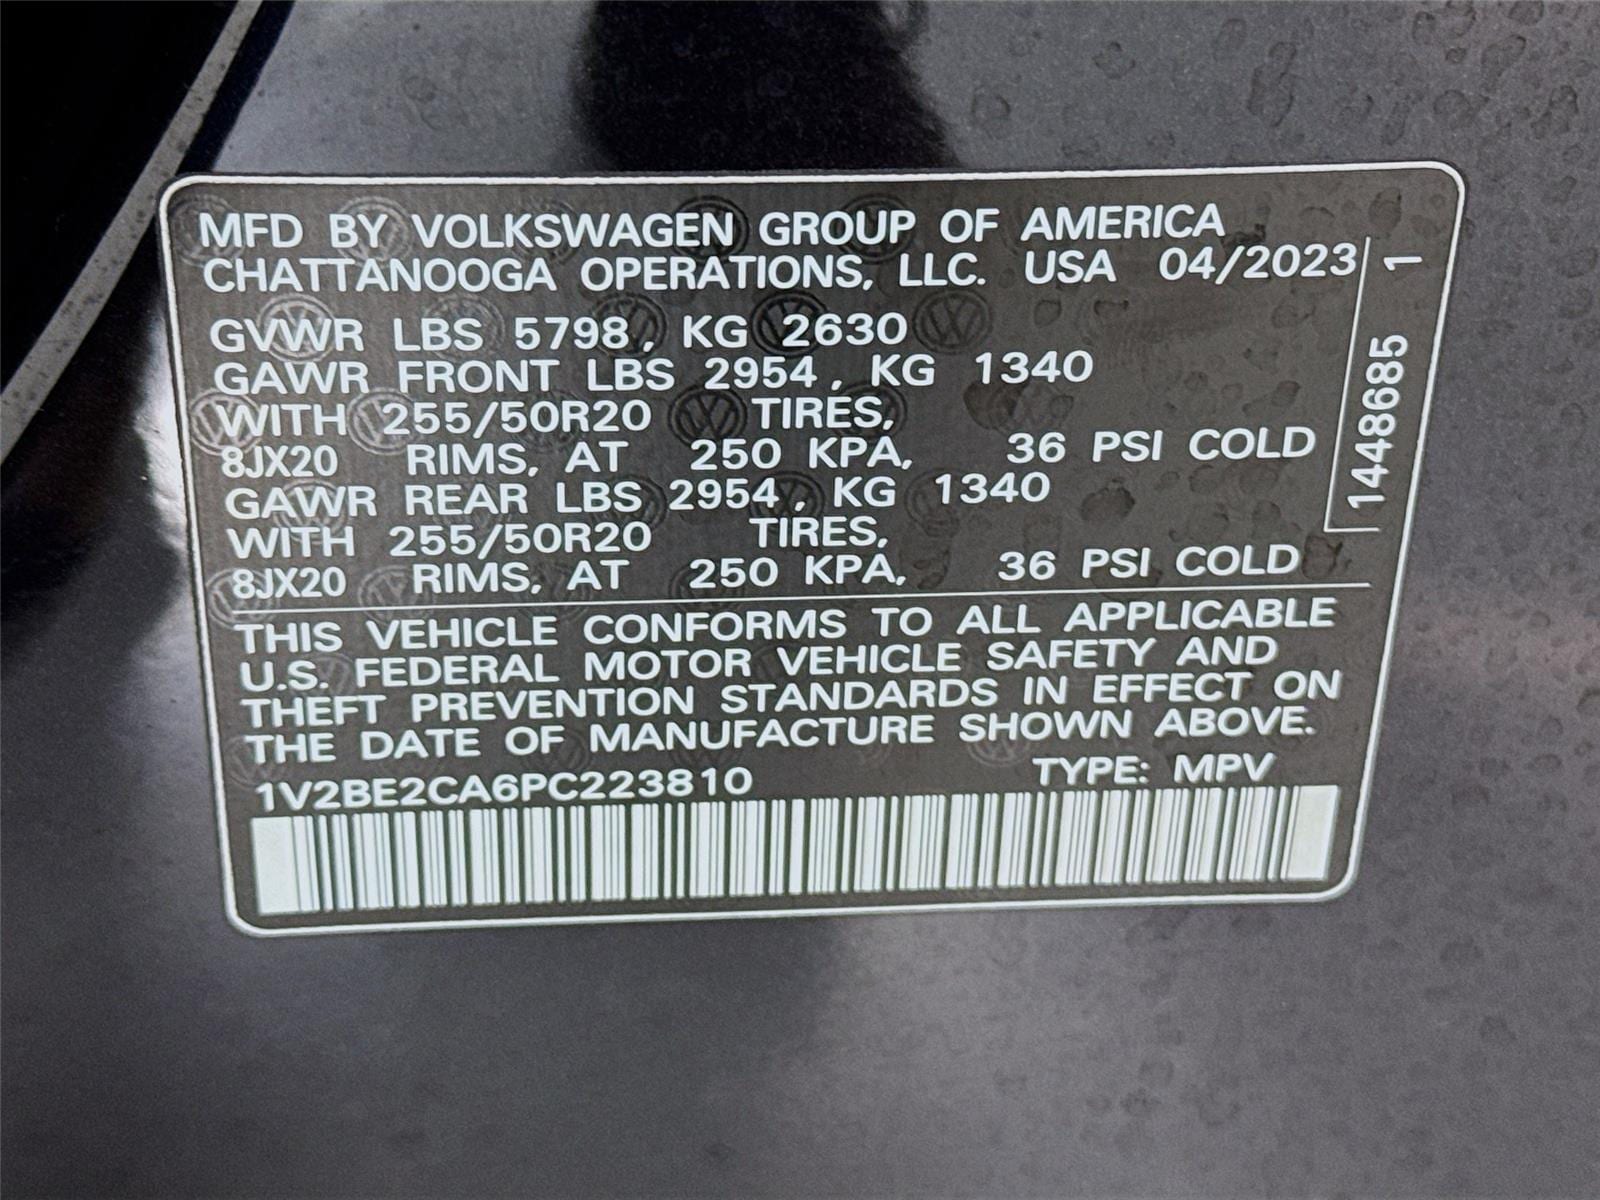 MFD BY VOLKSWAGEN GROUP OF AMERICA
CHATTANOOGA OPERATIONS, LLC. USA 04/2023
GVWR LBS 5798, KG 2630
GAWR FRONT LBS 2954, KG 1340
WITH 255/50R20 TIRES,
8JX20 RIMS, AT 250 KPA, 36 PSI COLD
GAWR REAR LBS 2954, KG 1340
WITH 255/50R20 TIRES,
8JX20 RIMS, AT 250 KPA, 36 PSI COLD
THIS VEHICLE CONFORMS TO ALL APPLICABLE
U.S. FEDERAL MOTOR VEHICLE SAFETY AND
THEFT PREVENTION STANDARDS IN EFFECT ON
THE DATE OF MANUFACTURE SHOWN ABOVE.
1V2BE2CA6PC223810 TYPE: MPV
1448685 1